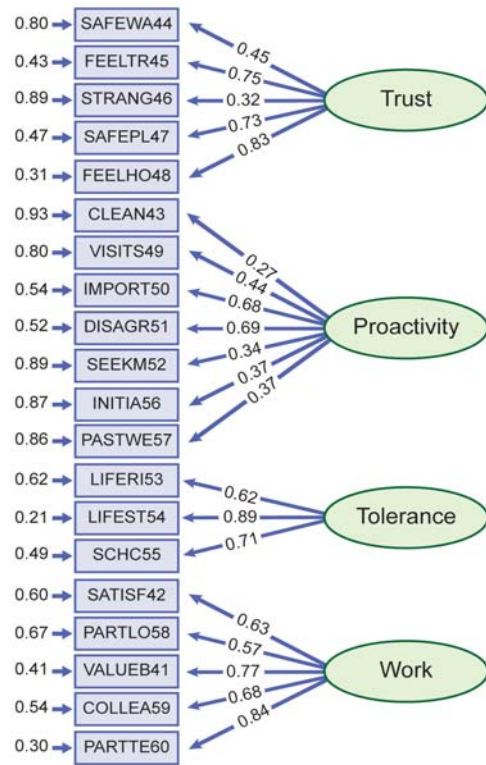 0.80 SAFEWA44 0.45
0.43 FEELTR45 0.75
0.89 STRANG46 0.32 Trust
0.47 SAFEPL47 0.73
0.31 FEELHO48 0.83
0.93 CLEAN43 0.27
0.80 VISITS49 0.44
0.54 IMPORT50 0.68
0.52 DISAGR51 0.69 Proactivity
0.89 SEEKM52 0.34
0.87 INITIA56 0.37
0.86 PASTWE57 0.37
0.62 LIFERI53 0.62
0.21 LIFEST54 0.89 Tolerance
0.49 SCHC55 0.71
0.60 SATISF42 0.63
0.67 PARTLO58 0.57
0.41 VALUEB41 0.77 Work
0.54 COLLEA59 0.68
0.30 PARTTE60 0.84